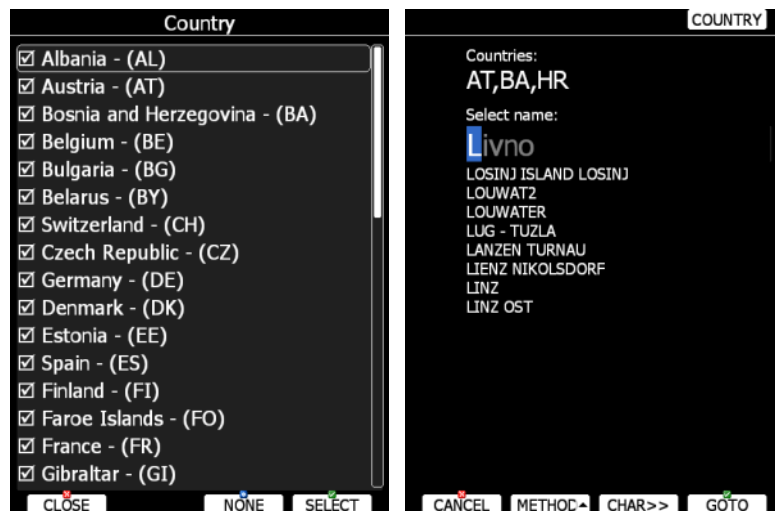 Country
☑ Albania - (AL)
☑ Austria - (AT)
☑ Bosnia and Herzegovina - (BA)
☑ Belgium - (BE)
☑ Bulgaria - (BG)
☑ Belarus - (BY)
☑ Switzerland - (CH)
☑ Czech Republic - (CZ)
☑ Germany - (DE)
☑ Denmark - (DK)
☑ Estonia - (EE)
☑ Spain - (ES)
☑ Finland - (FI)
☑ Faroe Islands - (FO)
☑ France - (FR)
☑ Gibraltar - (GI)
CLOSE NONE SELECT
COUNTRY
Countries:
AT,BA,HR
Select name:
Livno
LOSINJ ISLAND LOSINJ
LOUWAT2
LOUWATER
LUG - TUZLA
LANZEN TURNAU
LIENZ NIKOLSDORF
LINZ
LINZ OST
CANCEL METHOD CHAR>> GOTO